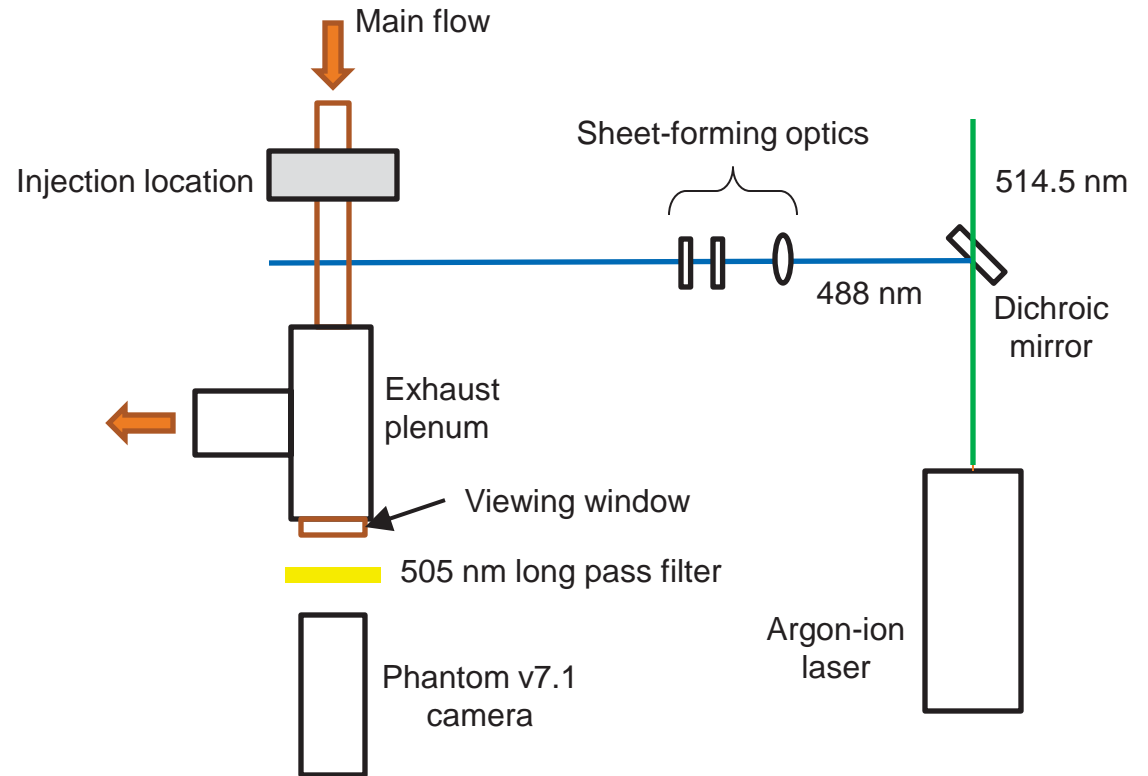 Main flow
Sheet-forming optics
Injection location
514.5 nm
488 nm
Dichroic
mirror
Exhaust
plenum
Viewing window
505 nm long pass filter
Argon-ion
laser
Phantom v7.1
camera